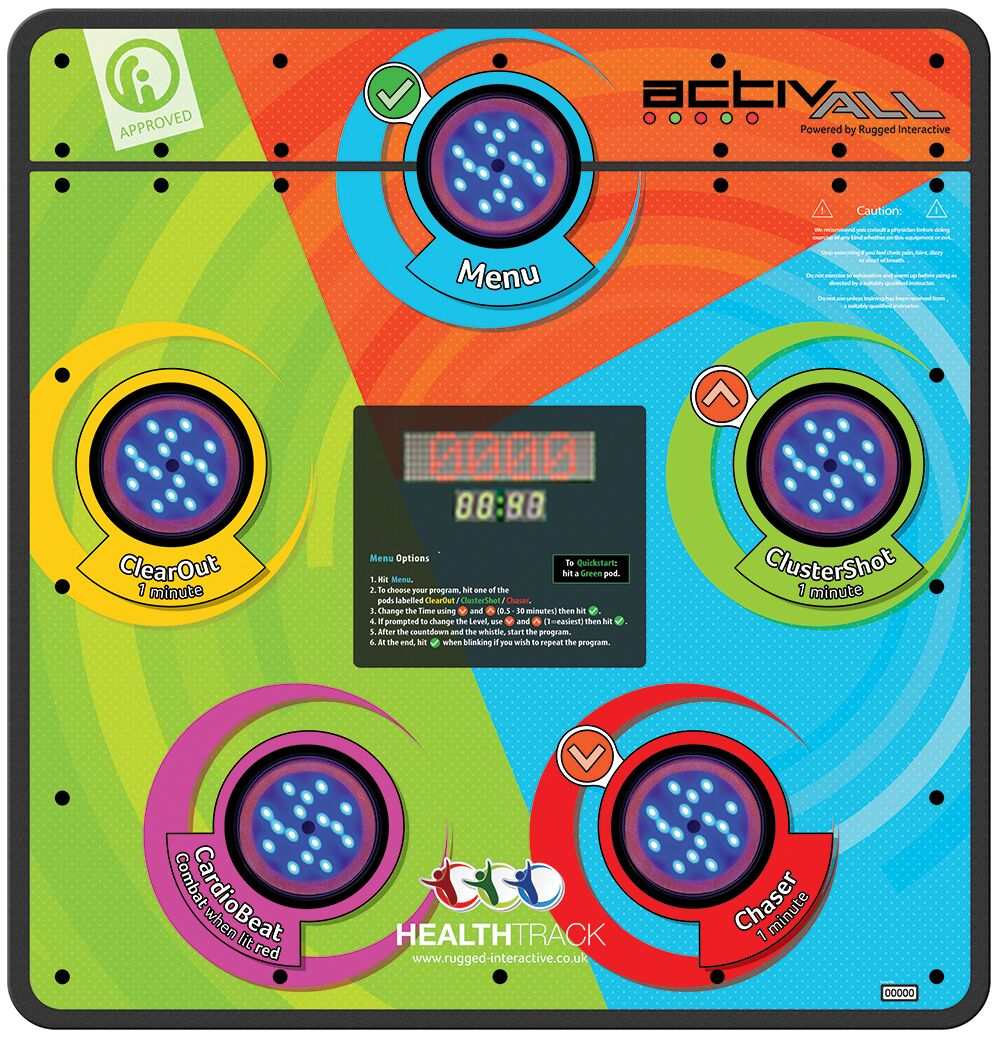 APPROVED
activALL
Powered by Rugged Interactive
Menu
Caution:
We recommend you consult a physician before doing
exercise of any kind whether on this equipment or not.
Stop exercising if you feel chest pain, faint, dizzy
or short of breath.
Do not exercise to exhaustion and warm up before using as
directed by a suitably qualified instructor.
Do not use unless training has been received from
a suitably qualified instructor.
ClearOut
1 minute
ClusterShot
1 minute
0000
00:40
Menu Options
To Quickstart:
hit a Green pod.
1. Hit Menu.
2. To choose your program, hit one of the
pods labelled ClearOut / ClusterShot / Chaser.
3. Change the Time using and (0.5 - 30 minutes) then hit .
4. If prompted to change the Level, use and (1=easiest) then hit .
5. After the countdown and the whistle, start the program.
6. At the end, hit when blinking if you wish to repeat the program.
CardioBeat
Combat when lit red
Chaser
1 minute
HEALTHTRACK
www.rugged-interactive.co.uk
00000